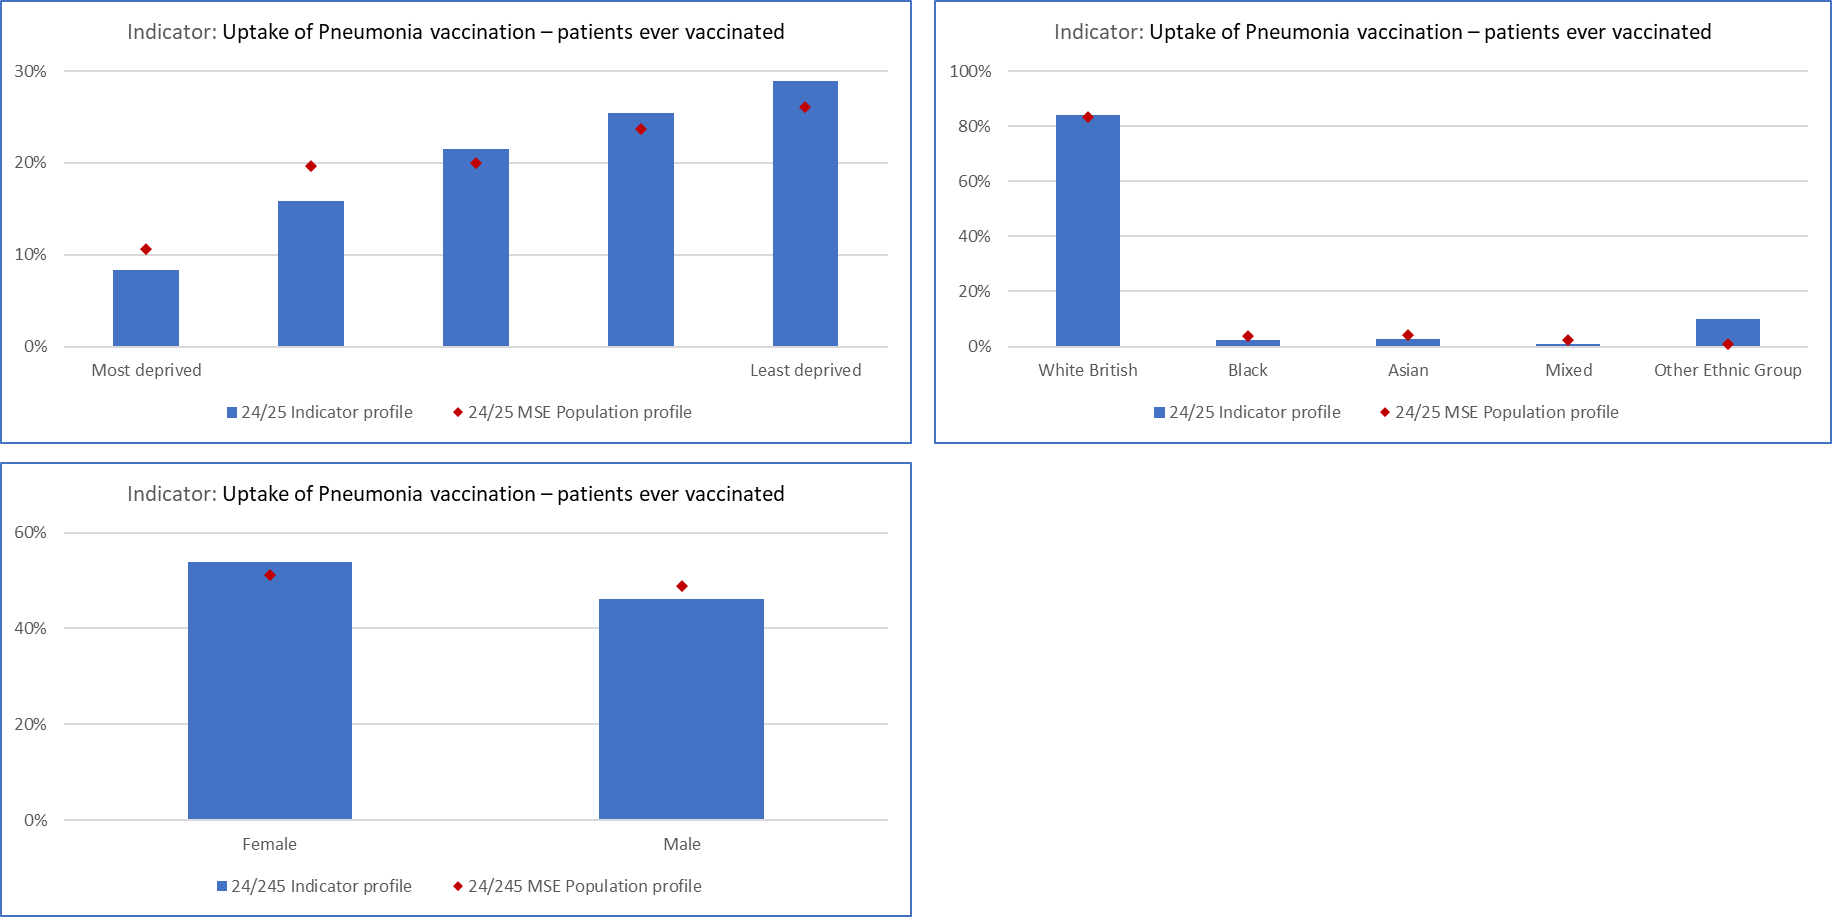 Indicator: Uptake of Pneumonia vaccination – patients ever vaccinated
30%
20%
10%
0%
Most deprived
Least deprived
24/25 Indicator profile
24/25 MSE Population profile
Indicator: Uptake of Pneumonia vaccination – patients ever vaccinated
100%
80%
60%
40%
20%
0%
White British
Black
Asian
Mixed
Other Ethnic Group
24/25 Indicator profile
24/25 MSE Population profile
Indicator: Uptake of Pneumonia vaccination – patients ever vaccinated
60%
40%
20%
0%
Female
Male
24/245 Indicator profile
24/245 MSE Population profile